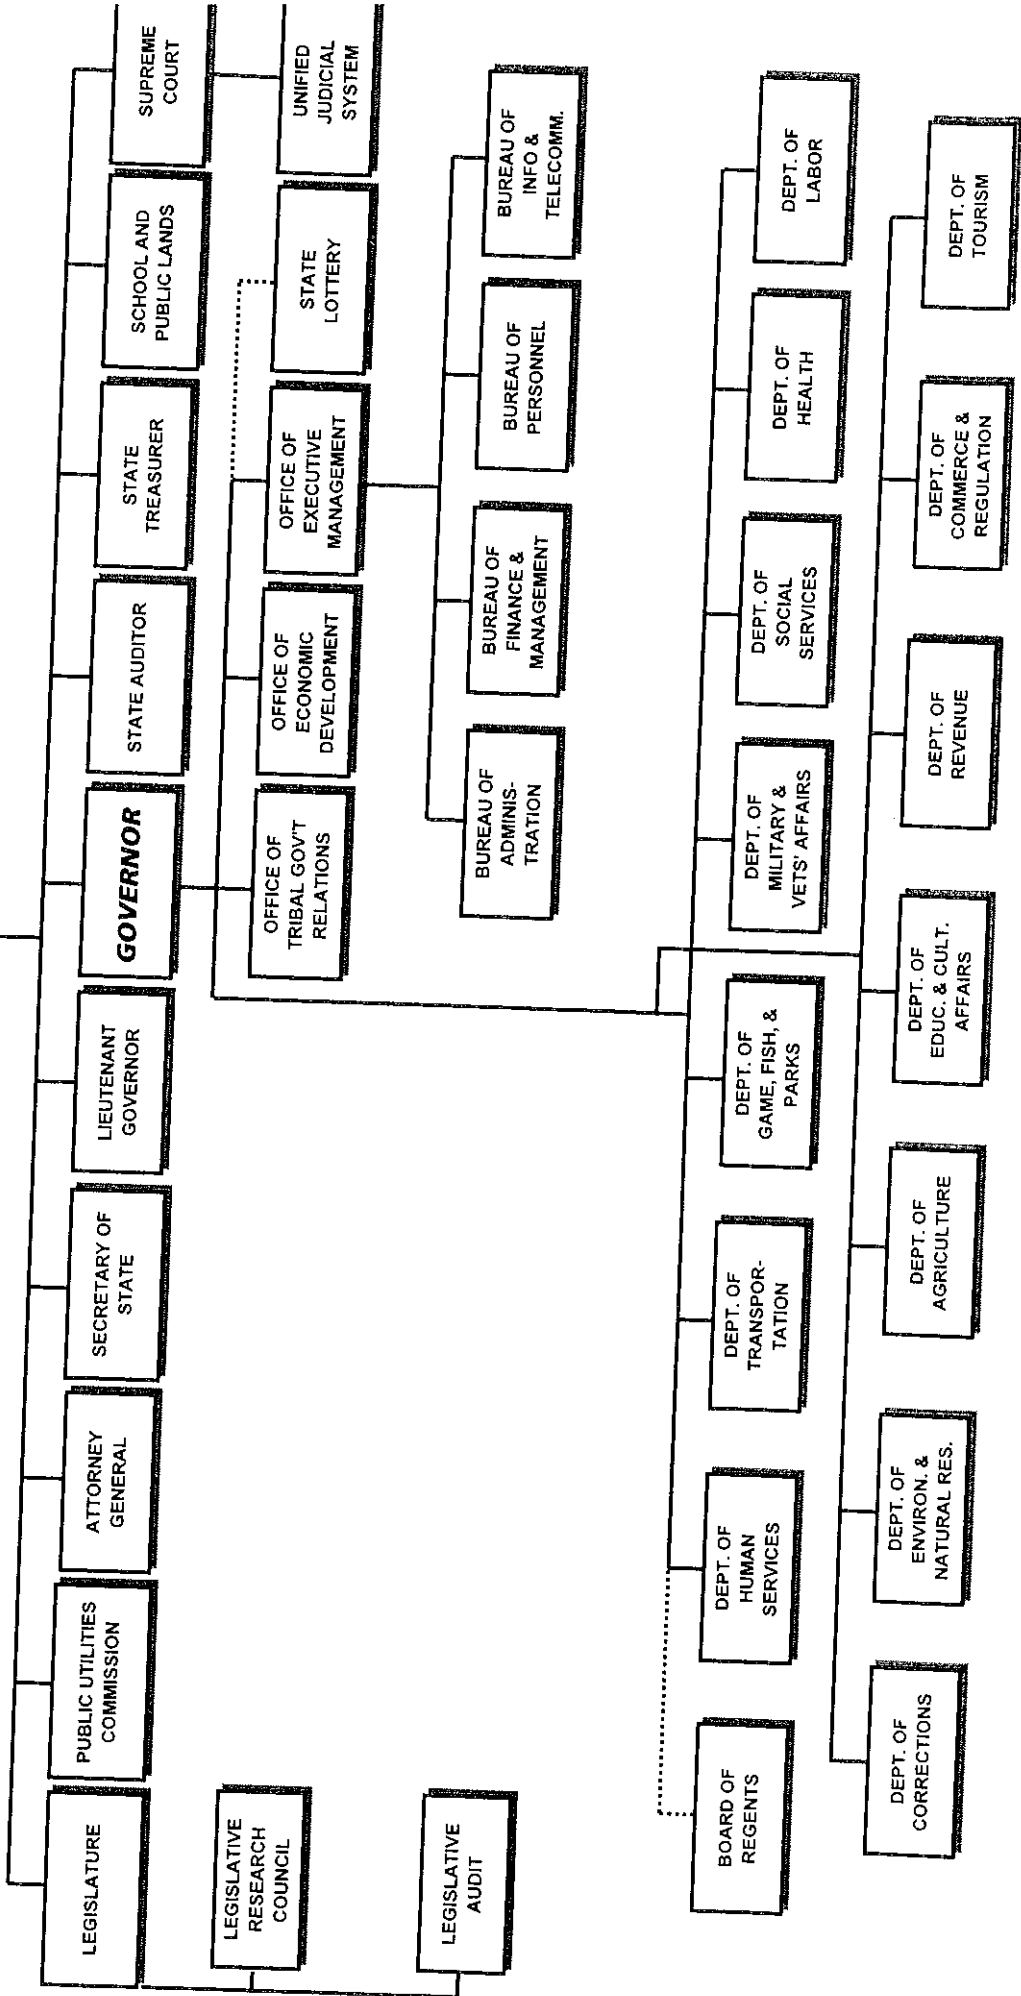 LEGISLATURE
PUBLIC UTILITIES
COMMISSION
ATTORNEY
GENERAL
SECRETARY OF
STATE
LIEUTENANT
GOVERNOR
GOVERNOR
STATE AUDITOR
STATE
TREASURER
SCHOOL AND
PUBLIC LANDS
SUPREME
COURT
LEGISLATIVE
RESEARCH
COUNCIL
OFFICE OF
TRIBAL GOV'T
RELATIONS
OFFICE OF
ECONOMIC
DEVELOPMENT
OFFICE OF
EXECUTIVE
MANAGEMENT
STATE
LOTTERY
UNIFIED
JUDICIAL
SYSTEM
LEGISLATIVE
AUDIT
BUREAU OF
ADMINIS-
TRATION
BUREAU OF
FINANCE &
MANAGEMENT
BUREAU OF
PERSONNEL
BUREAU OF
INFO &
TELECOMM.
BOARD OF
REGENTS
DEPT. OF
HUMAN
SERVICES
DEPT. OF
TRANSPOR-
TATION
DEPT. OF
GAME, FISH, &
PARKS
DEPT. OF
MILITARY &
VETS' AFFAIRS
DEPT. OF
SOCIAL
SERVICES
DEPT. OF
HEALTH
DEPT. OF
LABOR
DEPT. OF
CORRECTIONS
DEPT. OF
ENVIRON. &
NATURAL RES.
DEPT. OF
AGRICULTURE
DEPT. OF
EDUC. & CULT.
AFFAIRS
DEPT. OF
REVENUE
DEPT. OF
COMMERCE &
REGULATION
DEPT. OF
TOURISM